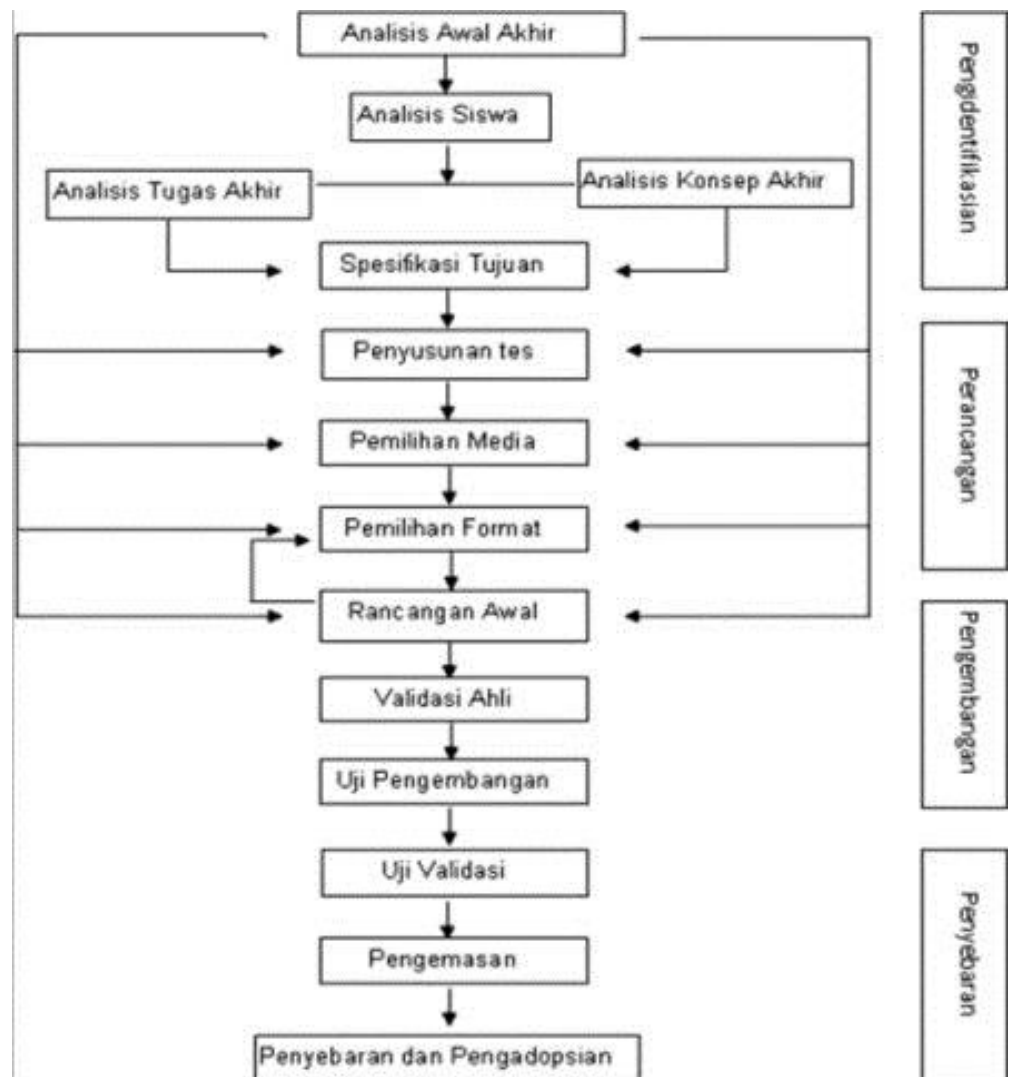 Analisis Awal Akhir
Analisis Siswa
Analisis Tugas Akhir
Analisis Konsep Akhir
Spesifikasi Tujuan
Penyusunan tes
Pemilihan Media
Pemilihan Format
Rancangan Awal
Validasi Ahli
Uji Pengembangan
Uji Validasi
Pengemasan
Penyebaran dan Pengadopsian
Pengidentifikasian
Perancangan
Pengembangan
Penyebaran